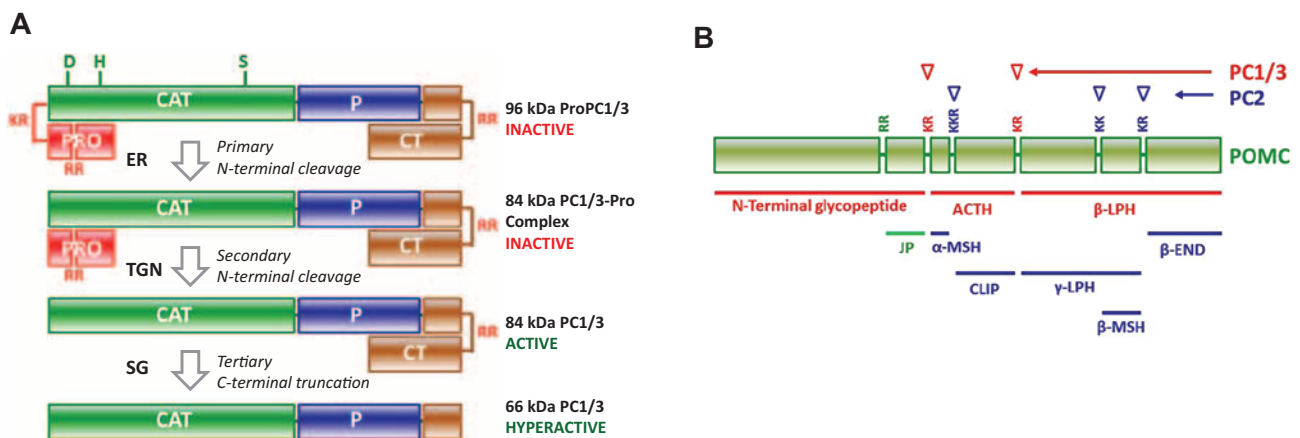 A
D H S
CAT P
KR
PRO
RR
CT
RR
96 kDa ProPC1/3
INACTIVE
ER
Primary
N-terminal cleavage
CAT P
PRO
RR
CT
RR
84 kDa PC1/3-Pro
Complex
INACTIVE
TGN
Secondary
N-terminal cleavage
CAT P
CT
RR
84 kDa PC1/3
ACTIVE
SG
Tertiary
C-terminal truncation
CAT P
66 kDa PC1/3
HYPERACTIVE
B
PC1/3
PC2
RR KR KKR KR KK KR
POMC
N-Terminal glycopeptide ACTH β-LPH
JP α-MSH β-END
CLIP γ-LPH
β-MSH